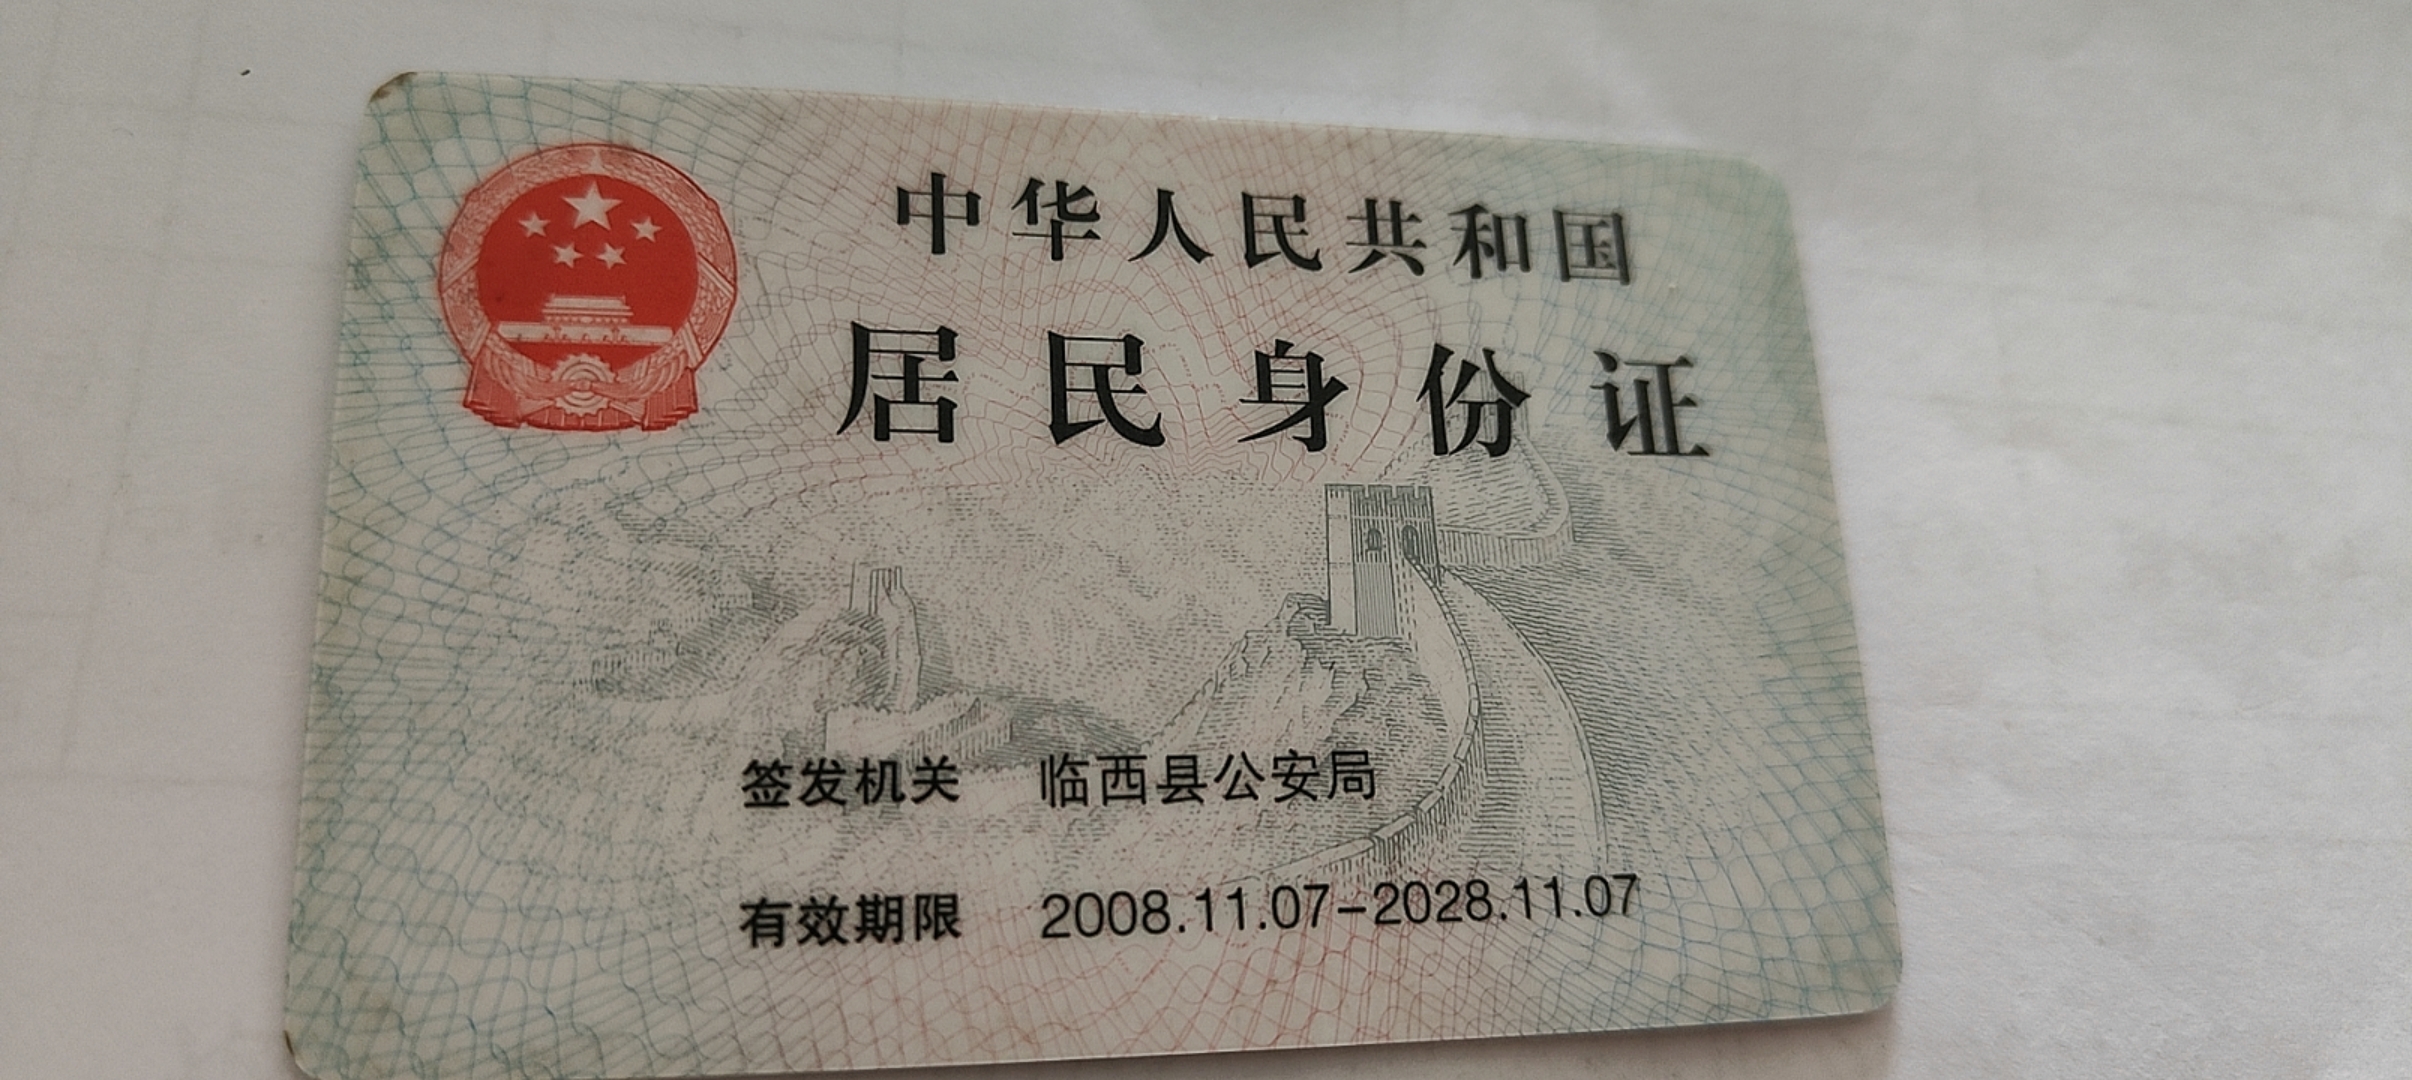 中华人民共和国
居民身份证
签发机关 临西县公安局
有效期限 2008.11.07-2028.11.07